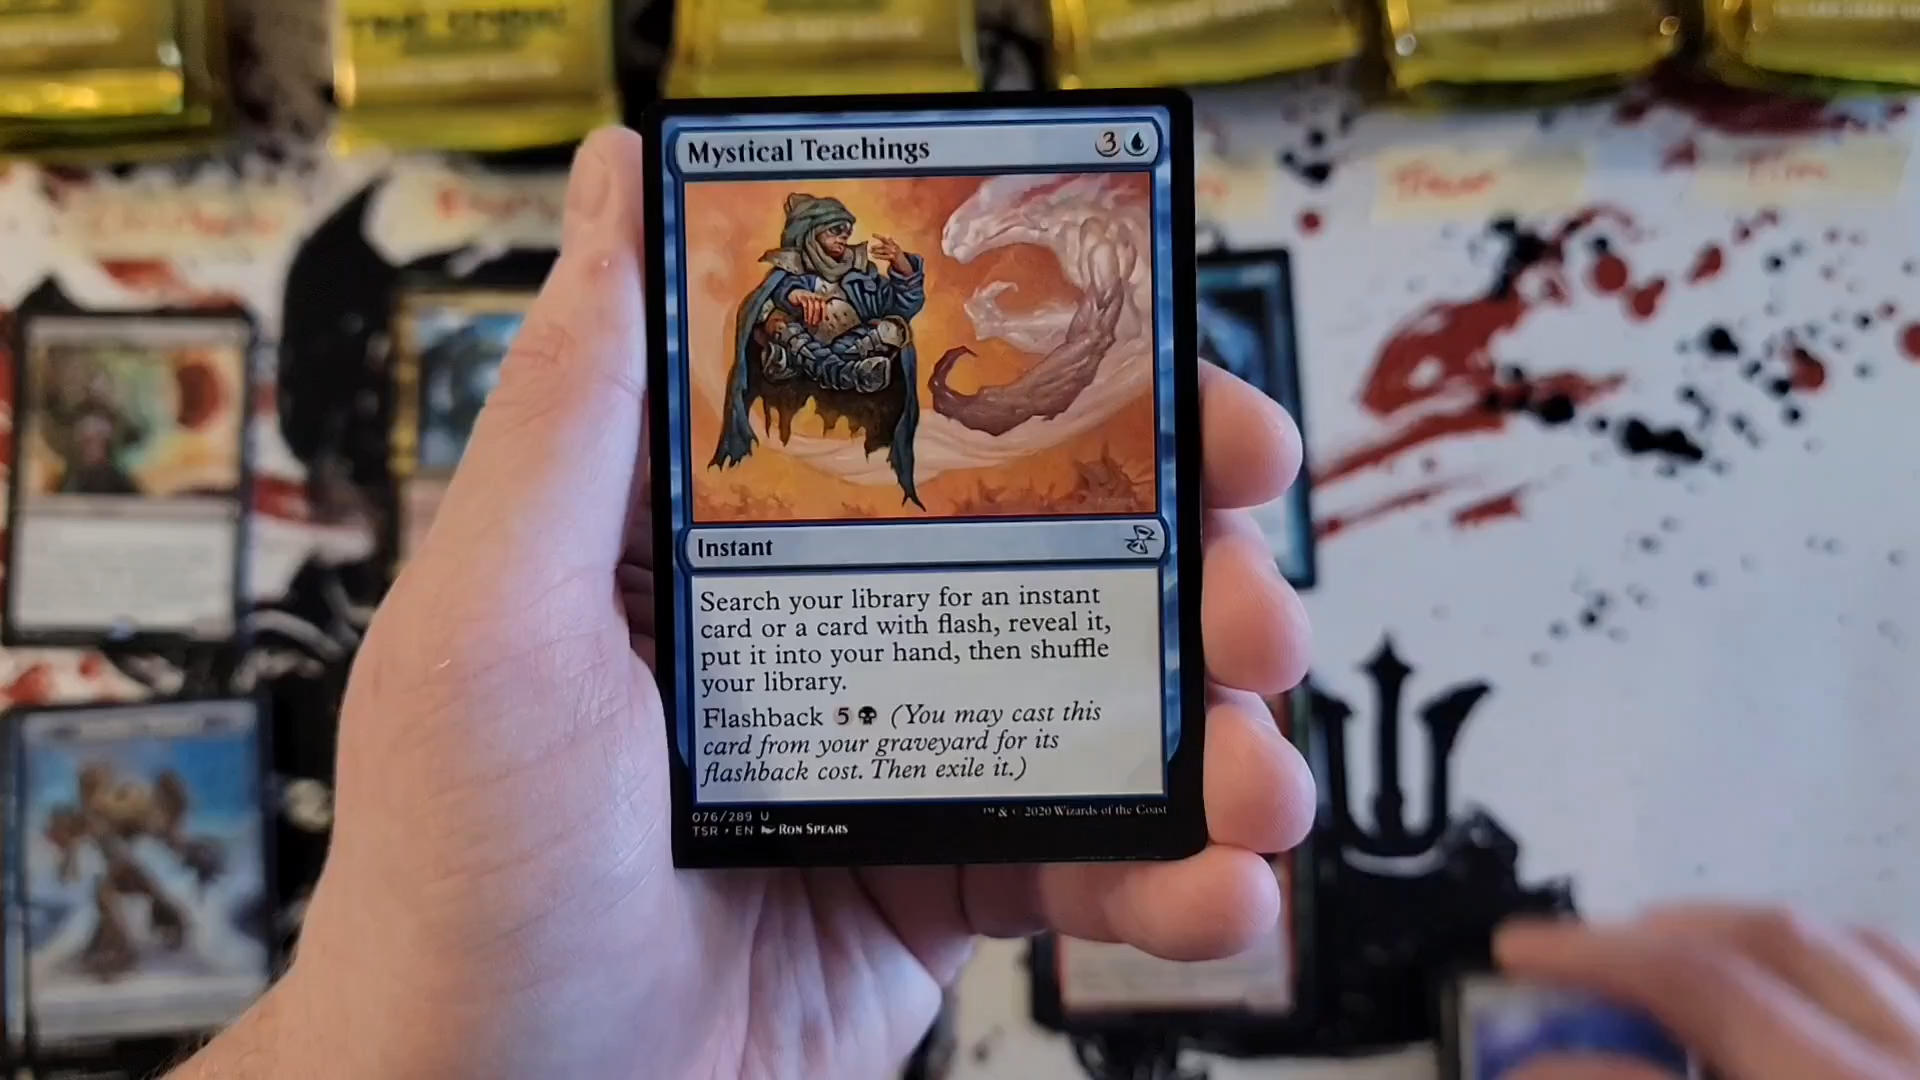 Mystical Teachings 3
Instant
Search your library for an instant
card or a card with flash, reveal it,
put it into your hand, then shuffle
your library.
Flashback 5 (You may cast this
card from your graveyard for its
flashback cost. Then exile it.)
076/289 U
™ & © 2020 Wizards of the Coast
TSR • EN Ron Spears